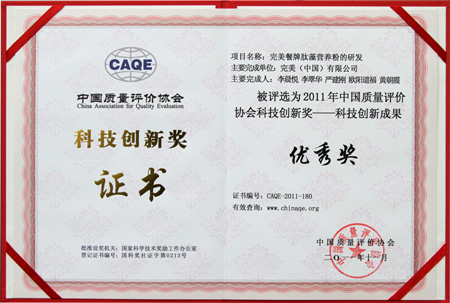 CAQE
中国质量评价协会
China Association for Quality Evaluation
科技创新奖
证书
批准设奖机关：国家科学技术奖励工作办公室
登记证书编号：国科奖社证字第0213号
项目名称：完美餐牌肽藻营养粉的研发
主要完成单位：完美（中国）有限公司
主要完成人：李晨悦 李翠华 严建刚 欧阳道福 黄朝霞
被评选为2011年中国质量评价
协会科技创新奖——科技创新成果
优秀奖
证书编号：CAQE-2011-180
有效查询：www.chinaqe.org
中国质量评价协会
二〇一一年十一月